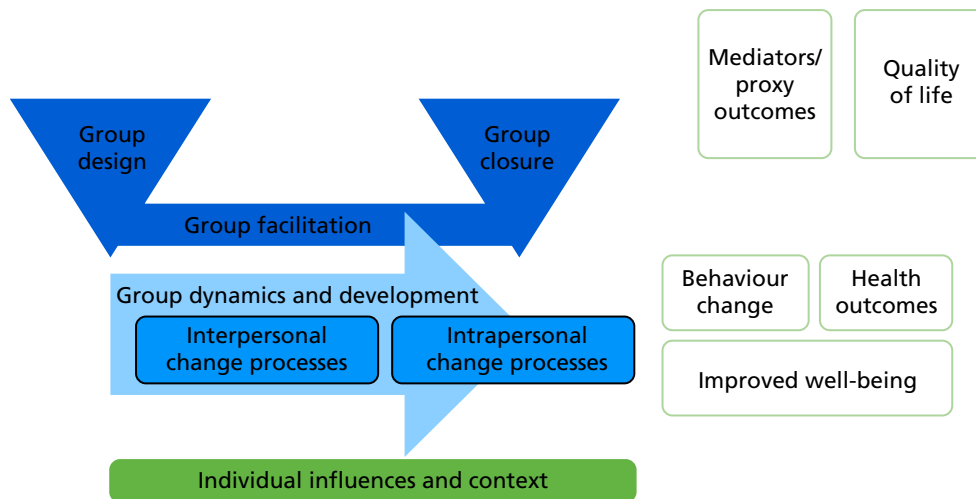 Group
design
Group
closure
Mediators/
proxy
outcomes
Quality
of life
Group facilitation
Group dynamics and development
Interpersonal
change processes
Intrapersonal
change processes
Behaviour
change
Health
outcomes
Improved well-being
Individual influences and context